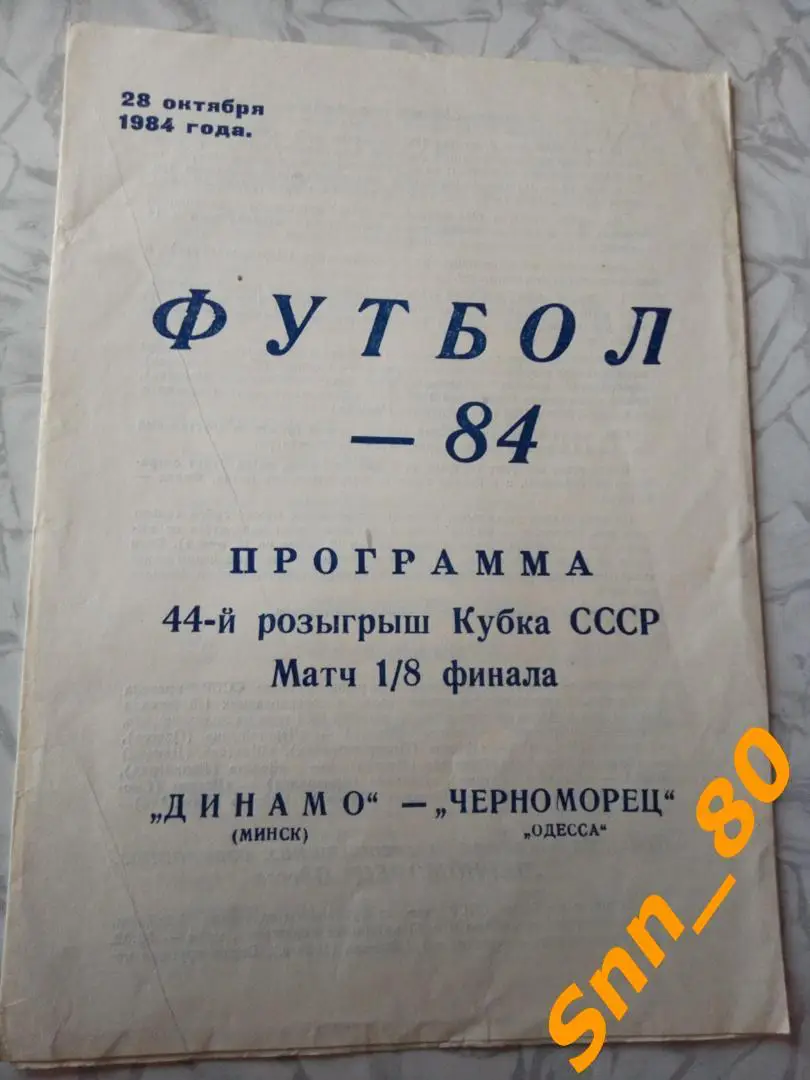 28 октября
1984 года.
ФУТБОЛ
— 84
ПРОГРАММА
44-й розыгрыш Кубка СССР
Матч 1/8 финала
„ДИНАМО“ — „ЧЕРНОМОРЕЦ“
(МИНСК) „ОДЕССА“
Snn_80